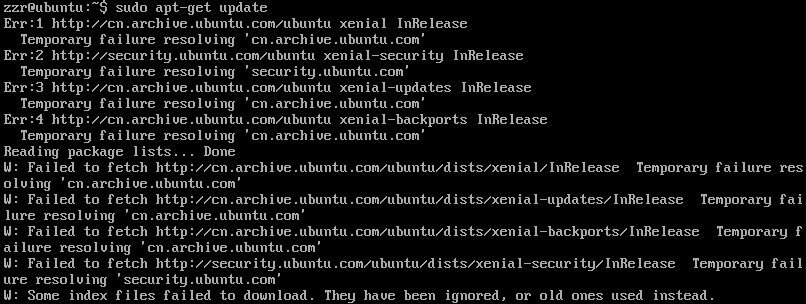 zzr@ubuntu:~$ sudo apt-get update
Err:1 http://cn.archive.ubuntu.com/ubuntu xenial InRelease
  Temporary failure resolving 'cn.archive.ubuntu.com'
Err:2 http://security.ubuntu.com/ubuntu xenial-security InRelease
  Temporary failure resolving 'security.ubuntu.com'
Err:3 http://cn.archive.ubuntu.com/ubuntu xenial-updates InRelease
  Temporary failure resolving 'cn.archive.ubuntu.com'
Err:4 http://cn.archive.ubuntu.com/ubuntu xenial-backports InRelease
  Temporary failure resolving 'cn.archive.ubuntu.com'
Reading package lists... Done
W: Failed to fetch http://cn.archive.ubuntu.com/ubuntu/dists/xenial/InRelease  Temporary failure res
olving 'cn.archive.ubuntu.com'
W: Failed to fetch http://cn.archive.ubuntu.com/ubuntu/dists/xenial-updates/InRelease  Temporary fai
lure resolving 'cn.archive.ubuntu.com'
W: Failed to fetch http://cn.archive.ubuntu.com/ubuntu/dists/xenial-backports/InRelease  Temporary f
ailure resolving 'cn.archive.ubuntu.com'
W: Failed to fetch http://security.ubuntu.com/ubuntu/dists/xenial-security/InRelease  Temporary fail
ure resolving 'security.ubuntu.com'
W: Some index files failed to download. They have been ignored, or old ones used instead.